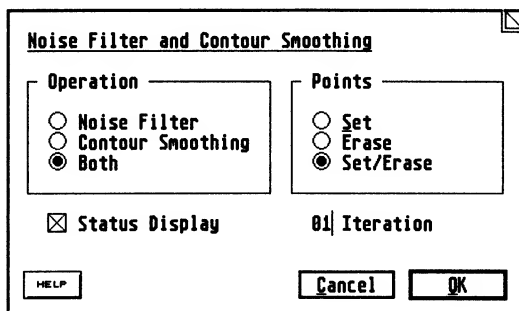 Noise Filter and Contour Smoothing
Operation
Noise Filter
Contour Smoothing
Both
Points
Set
Erase
Set/Erase
Status Display
01 Iteration
HELP
Cancel
OK